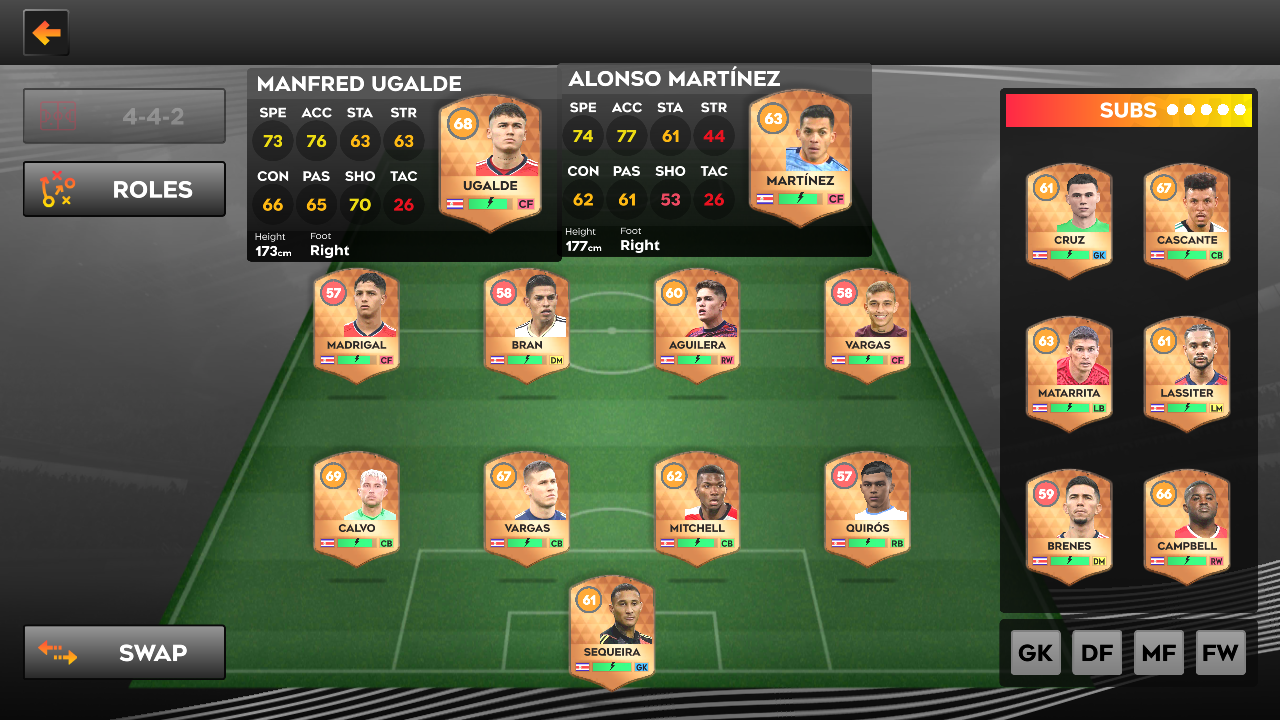 4-4-2
ROLES
MANFRED UGALDE
SPE ACC STA STR
73 76 63 63
CON PAS SHO TAC
66 65 70 26
Height Foot
173cm Right
68
UGALDE
CF
ALONSO MARTÍNEZ
SPE ACC STA STR
74 77 61 44
CON PAS SHO TAC
62 61 53 26
Height Foot
177cm Right
63
MARTÍNEZ
CF
SUBS
61 67
CRUZ CASCANTE
GK CB
63 61
MATARRITA LASSITER
LB LM
59 66
BRENES CAMPBELL
DM RW
57 58 60 58
MADRIGAL BRAN AGUILERA VARGAS
CF DM RW CF
69 67 62 57
CALVO VARGAS MITCHELL QUIRÓS
CB CB CB RB
61
SEQUEIRA
GK
SWAP
GK DF MF FW